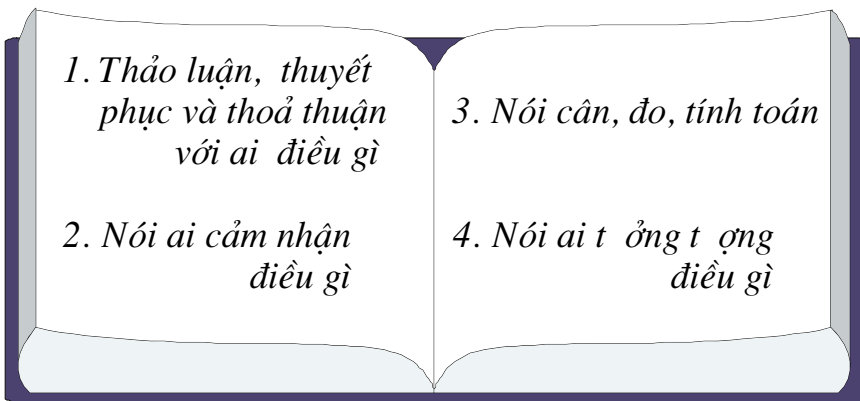 1. Thảo luận, thuyết
phục và thoả thuận
với ai điều gì
2. Nói ai cảm nhận
điều gì
3. Nói cân, đo, tính toán
4. Nói ai t ởng t ợng
điều gì